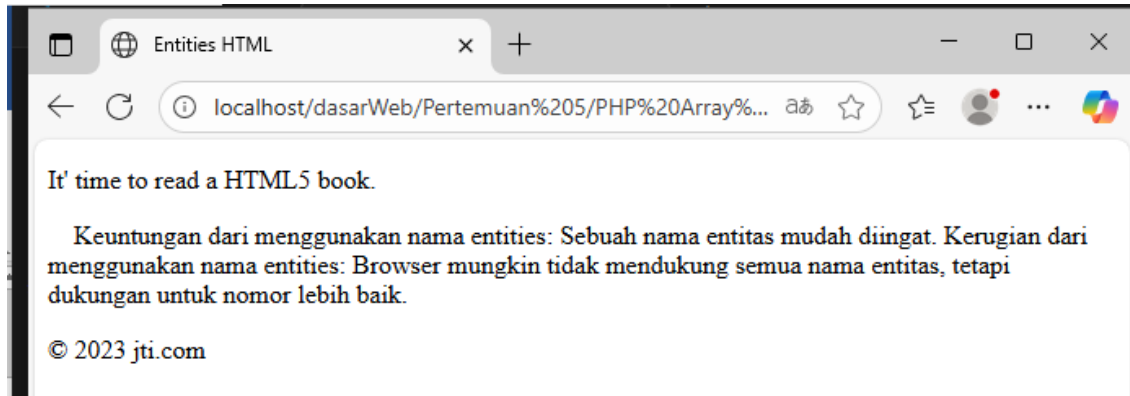 Entities HTML
localhost/dasarWeb/Pertemuan%205/PHP%20Array%... aあ
It' time to read a HTML5 book.
Keuntungan dari menggunakan nama entities: Sebuah nama entitas mudah diingat. Kerugian dari
menggunakan nama entities: Browser mungkin tidak mendukung semua nama entitas, tetapi
dukungan untuk nomor lebih baik.
© 2023 jti.com